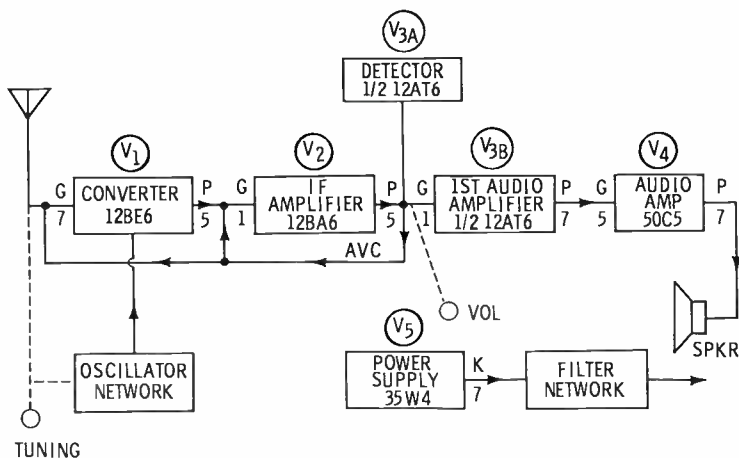 V3A
DETECTOR
1/2 12AT6
V1
V2
V3B
V4
G
7
CONVERTER
12BE6
P
5
G
1
IF
AMPLIFIER
12BA6
P
5
G
1
1ST AUDIO
AMPLIFIER
1/2 12AT6
P
7
G
5
AUDIO
AMP
50C5
P
7
AVC
VOL
SPKR
V5
OSCILLATOR
NETWORK
POWER
SUPPLY
35W4
K
7
FILTER
NETWORK
TUNING